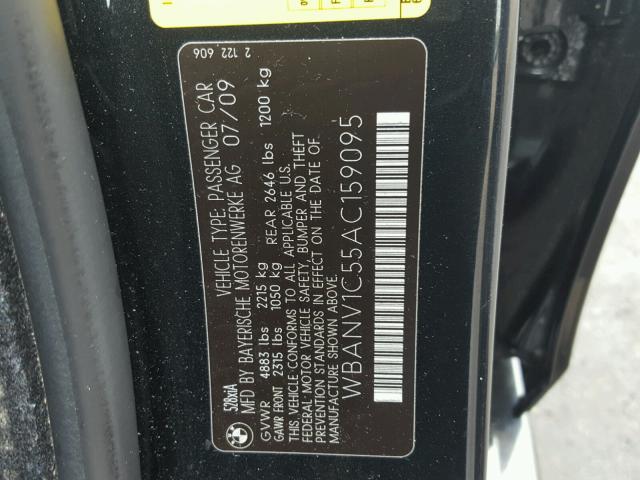 2 122 606
528xiA
VEHICLE TYPE: PASSENGER CAR
MFD BY BAYERISCHE MOTORENWERKE AG 07/09
GVWR 4883 lbs 2215 kg
GAWR FRONT 2315 lbs 1050 kg REAR 2646 lbs 1200 kg
THIS VEHICLE CONFORMS TO ALL APPLICABLE U.S.
FEDERAL MOTOR VEHICLE SAFETY, BUMPER AND THEFT
PREVENTION STANDARDS IN EFFECT ON THE DATE OF
MANUFACTURE SHOWN ABOVE.
WBANV1C55AC159095